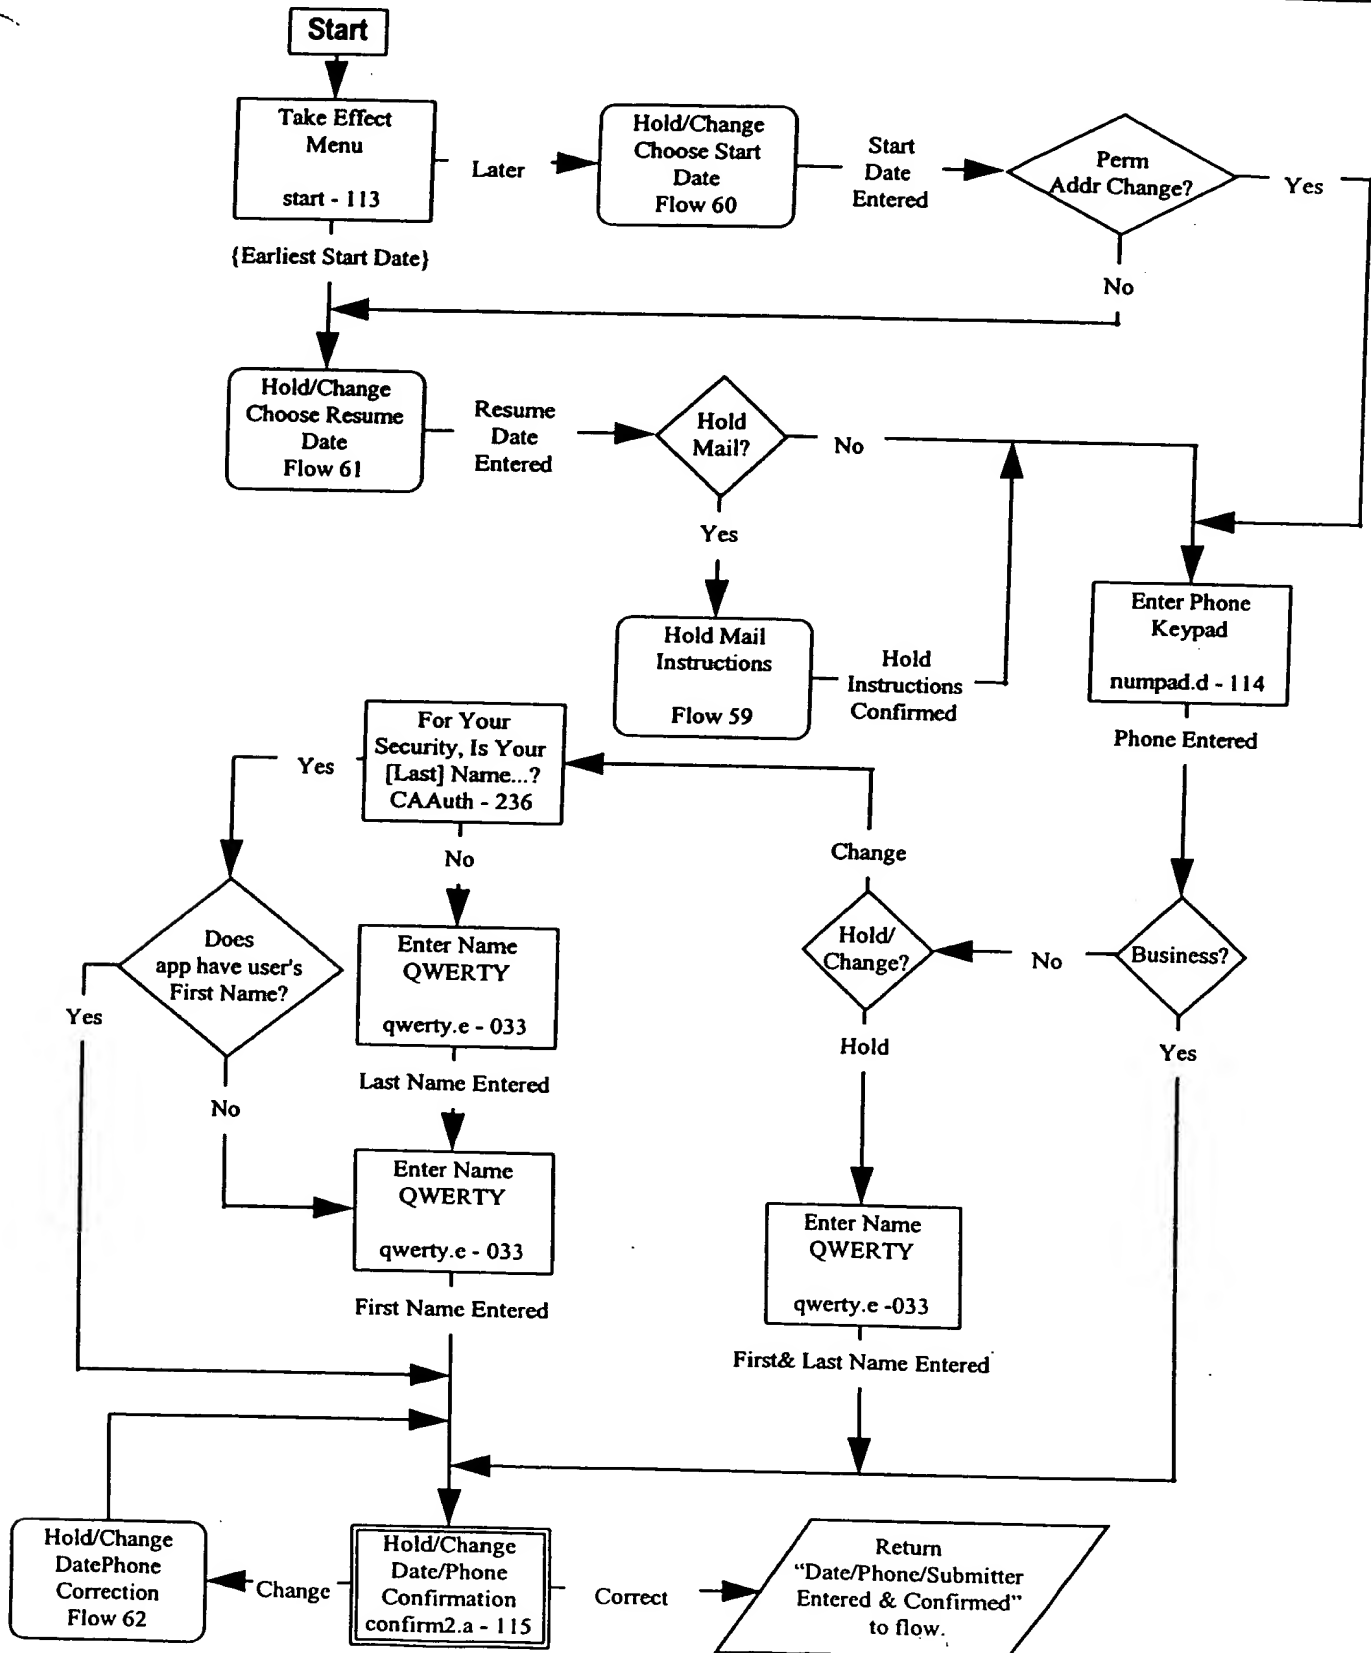 Start
Take Effect
Menu
start - 113
Later
Hold/Change
Choose Start
Date
Flow 60
Start
Date
Entered
Perm
Addr Change?
Yes
{Earliest Start Date}
No
Hold/Change
Choose Resume
Date
Flow 61
Resume
Date
Entered
Hold
Mail?
No
Yes
Hold Mail
Instructions
Flow 59
Hold
Instructions
Confirmed
Enter Phone
Keypad
numpad.d - 114
Phone Entered
For Your
Security, Is Your
[Last] Name...?
CAAuth - 236
Yes
No
Change
Does
app have user's
First Name?
Yes
No
Enter Name
QWERTY
qwerty.e - 033
Last Name Entered
Hold/
Change?
No
Business?
Hold
Yes
Enter Name
QWERTY
qwerty.e - 033
First Name Entered
Enter Name
QWERTY
qwerty.e -033
First& Last Name Entered
Hold/Change
DatePhone
Correction
Flow 62
Change
Hold/Change
Date/Phone
Confirmation
confirm2.a - 115
Correct
Return
“Date/Phone/Submitter
Entered & Confirmed”
to flow.